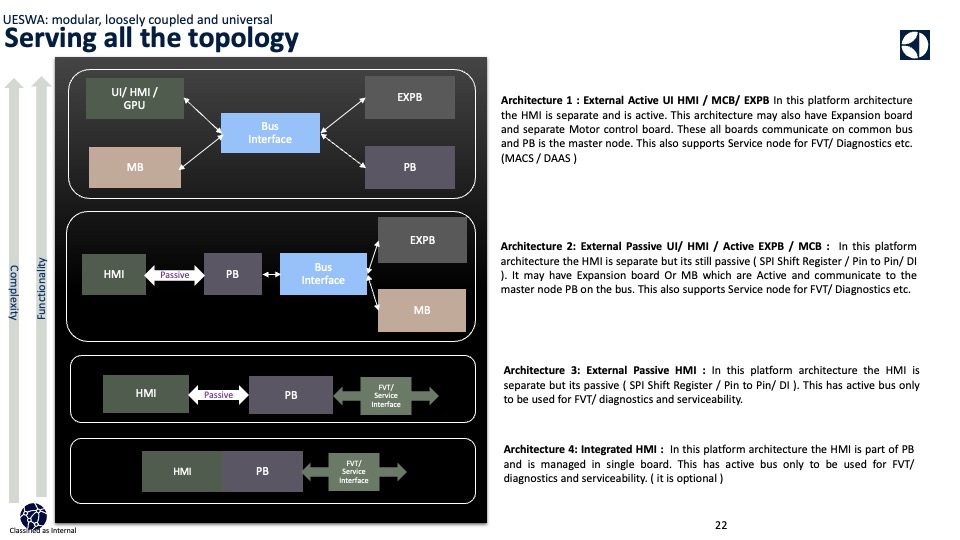 UESWA: modular, loosely coupled and universal
Serving all the topology
Complexity
Functionality
UI/ HMI /
GPU
EXPB
Bus
Interface
MB
PB
HMI
Passive
PB
Bus
Interface
EXPB
MB
HMI
Passive
PB
FVT/
Service
Interface
HMI
PB
FVT/
Service
Interface
Architecture 1 : External Active UI HMI / MCB/ EXPB In this platform architecture
the HMI is separate and is active. This architecture may also have Expansion board
and separate Motor control board. These all boards communicate on common bus
and PB is the master node. This also supports Service node for FVT/ Diagnostics etc.
(MACS / DAAS )
Architecture 2: External Passive UI/ HMI / Active EXPB / MCB : In this platform
architecture the HMI is separate but its still passive ( SPI Shift Register / Pin to Pin/ DI
). It may have Expansion board Or MB which are Active and communicate to the
master node PB on the bus. This also supports Service node for FVT/ Diagnostics etc.
Architecture 3: External Passive HMI : In this platform architecture the HMI is
separate but its passive ( SPI Shift Register / Pin to Pin/ DI ). This has active bus only
to be used for FVT/ diagnostics and serviceability.
Architecture 4: Integrated HMI : In this platform architecture the HMI is part of PB
and is managed in single board. This has active bus only to be used for FVT/
diagnostics and serviceability. ( it is optional )
Classified as Internal
22